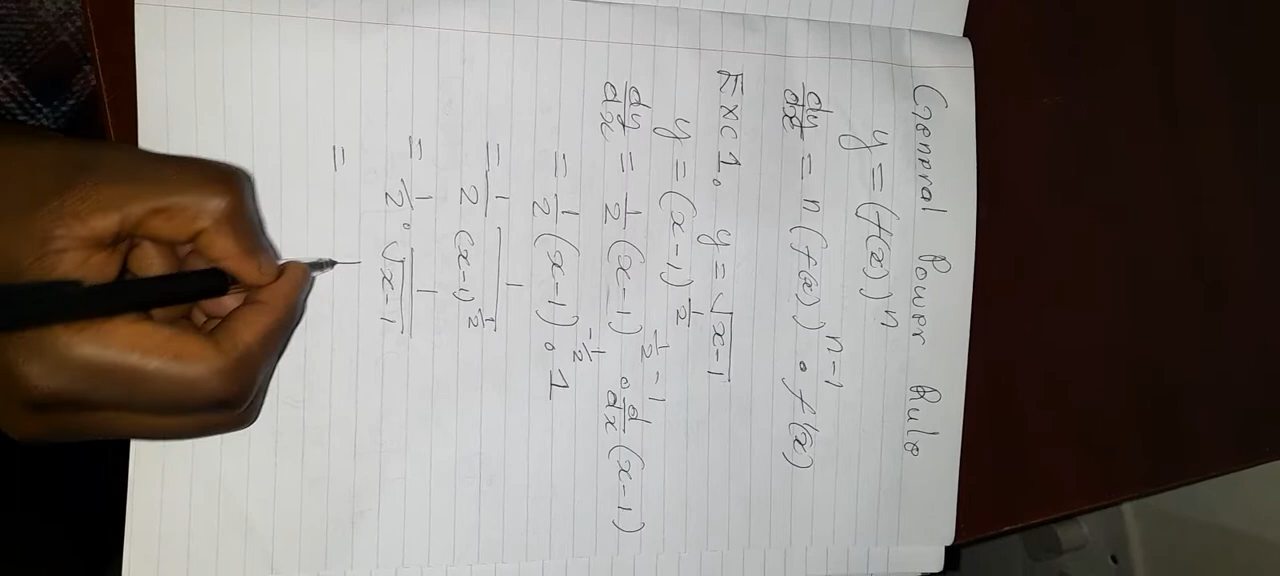 General Power Rule
y = (f(x))^n
dy/dx = n(f(x))^{n-1} . f'(x)
Exc 1. y = √(x-1)
y = (x-1)^{1/2}
dy/dx = 1/2 (x-1)^{1/2 - 1} . d/dx (x-1)
= 1/2 (x-1)^{-1/2} . 1
= 1/2 1/(x-1)^{1/2}
= 1/2 . 1/√(x-1)
=